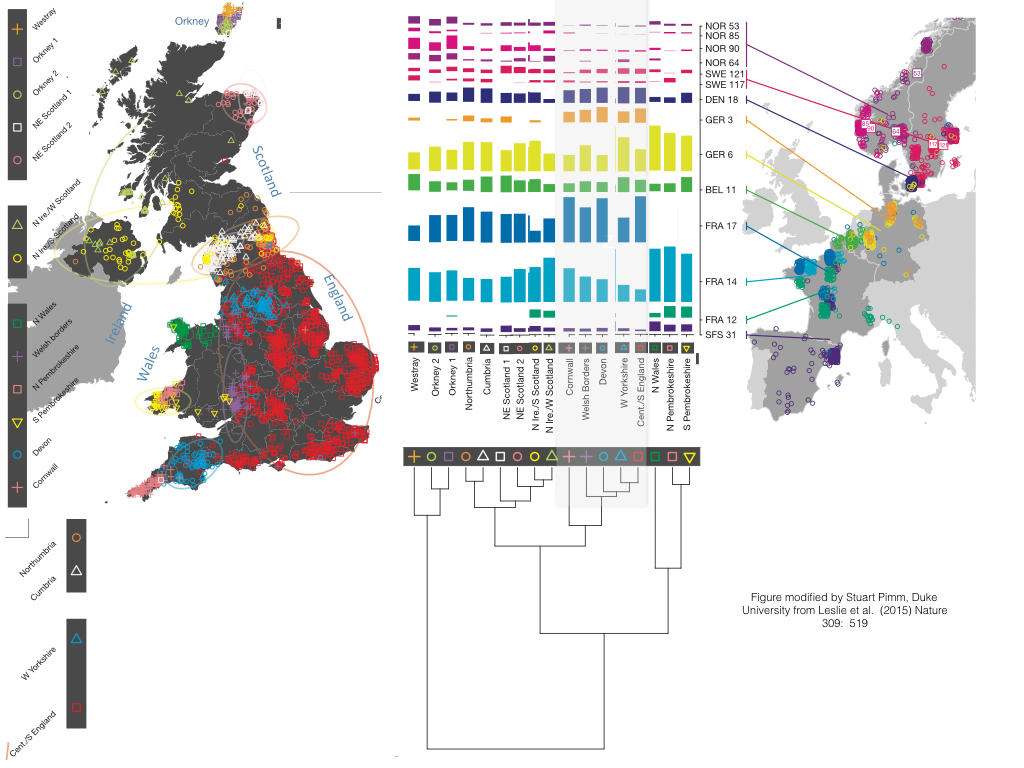 Westray
Orkney 1
Orkney 2
NE Scotland 1
NE Scotland 2
N Ire./W Scotland
N Ire/S Scotland
N Wales
Welsh borders
N Pembrokeshire
S Pembrokeshire
Devon
Cornwall
Northumbria
Cumbria
W Yorkshire
Cent./S England
Orkney
Scotland
England
Ireland
Wales
NOR 53
NOR 85
NOR 90
NOR 64
SWE 121
SWE 117
DEN 18
GER 3
GER 6
BEL 11
FRA 17
FRA 14
FRA 12
SFS 31
Westray
Orkney 2
Orkney 1
Northumbria
Cumbria
NE Scotland 1
NE Scotland 2
N Ire./S Scotland
N Ire./W Scotland
Cornwall
Welsh Borders
Devon
W Yorkshire
Cent./S England
N Wales
N Pembrokeshire
S Pembrokeshire
53
64
Figure modified by Stuart Pimm, Duke
University from Leslie et al. (2015) Nature
309: 519